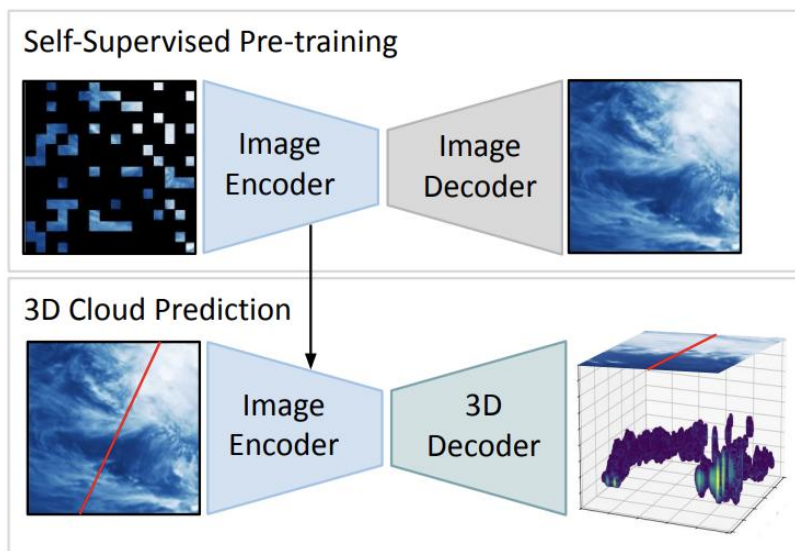 Self-Supervised Pre-training
Image
Encoder
Image
Decoder
3D Cloud Prediction
Image
Encoder
3D
Decoder